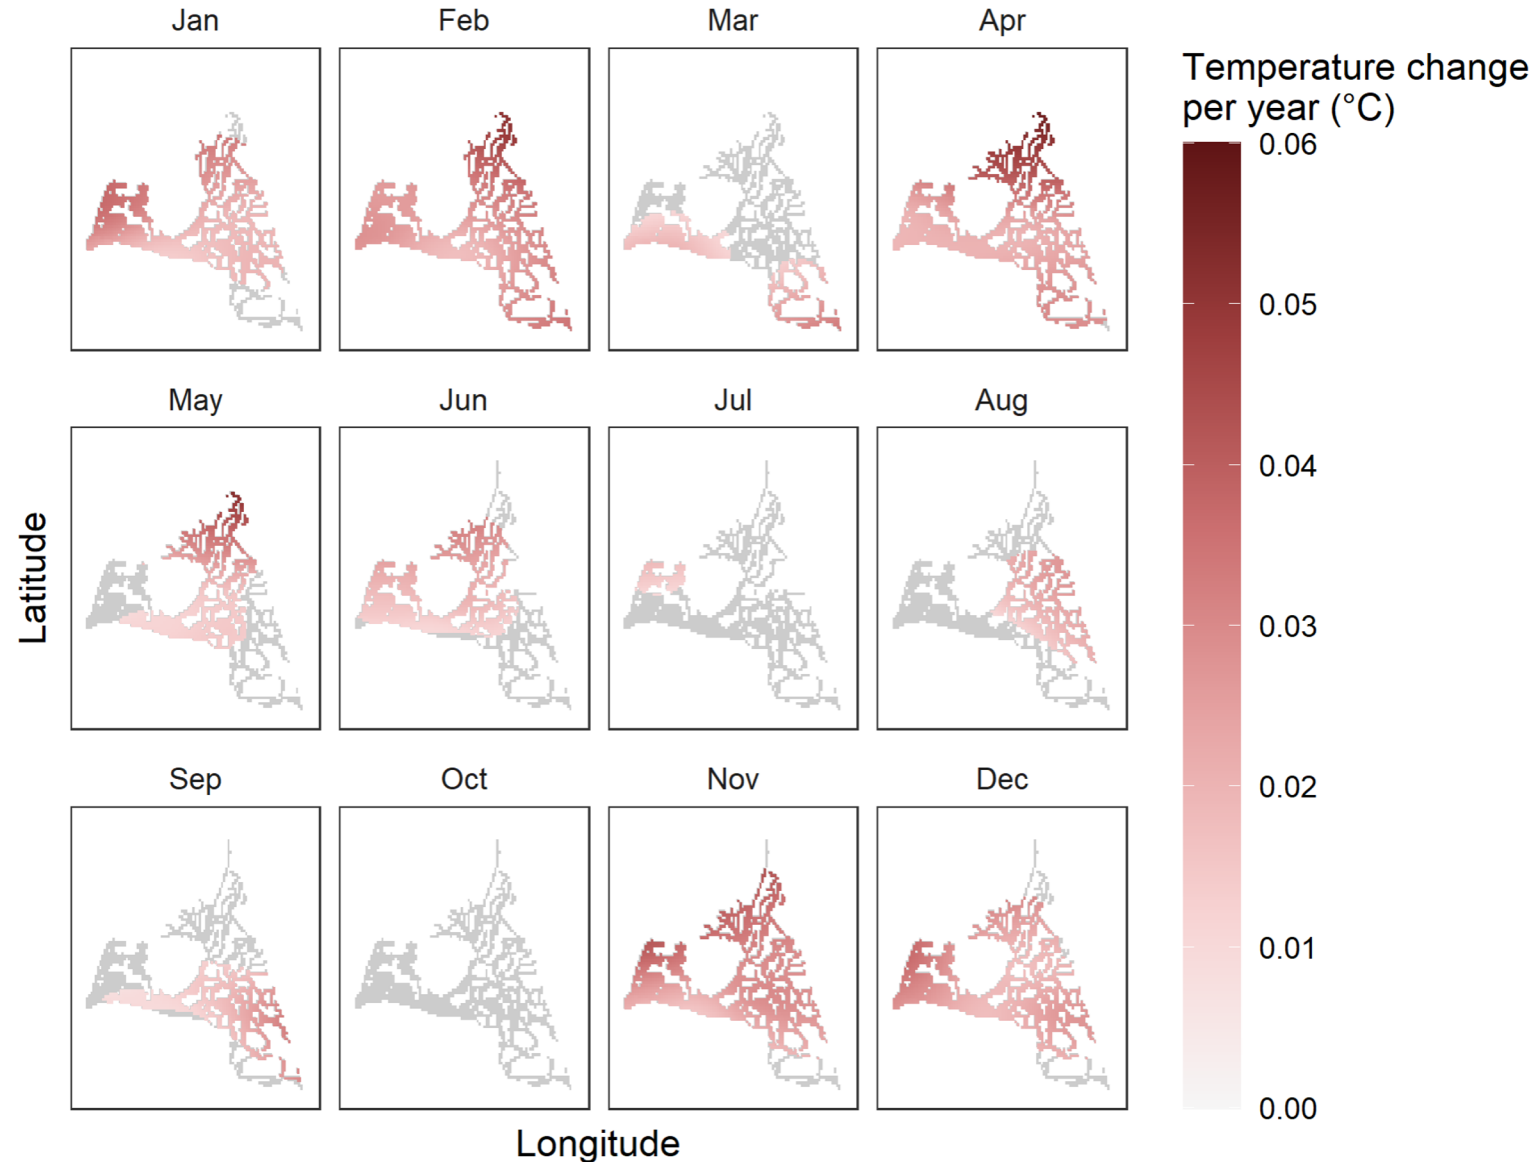 Jan Feb Mar Apr
Temperature change
per year (°C)
0.06
0.05
0.04
0.03
0.02
0.01
0.00
May Jun Jul Aug
Latitude
Sep Oct Nov Dec
Longitude